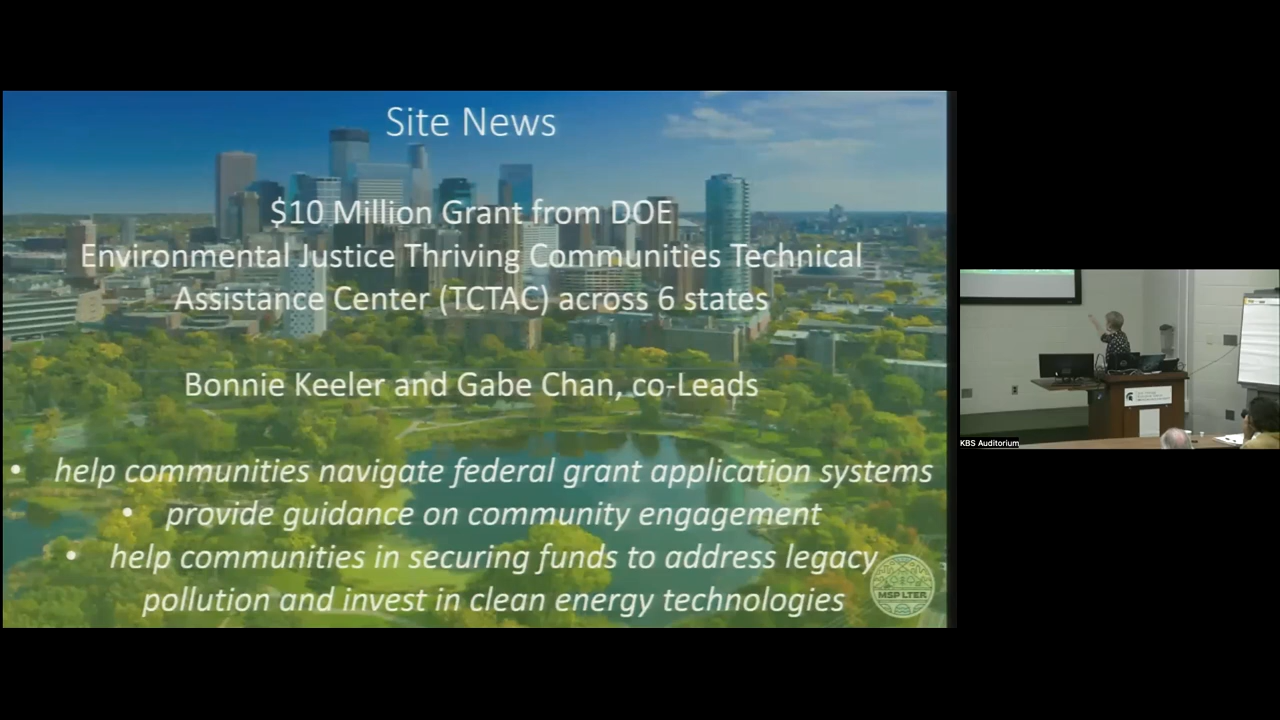 Site News
$10 Million Grant from DOE
Environmental Justice Thriving Communities Technical
Assistance Center (TCTAC) across 6 states
Bonnie Keeler and Gabe Chan, co-Leads
• help communities navigate federal grant application systems
• provide guidance on community engagement
• help communities in securing funds to address legacy
pollution and invest in clean energy technologies
MSP LTER
KBS Auditorium